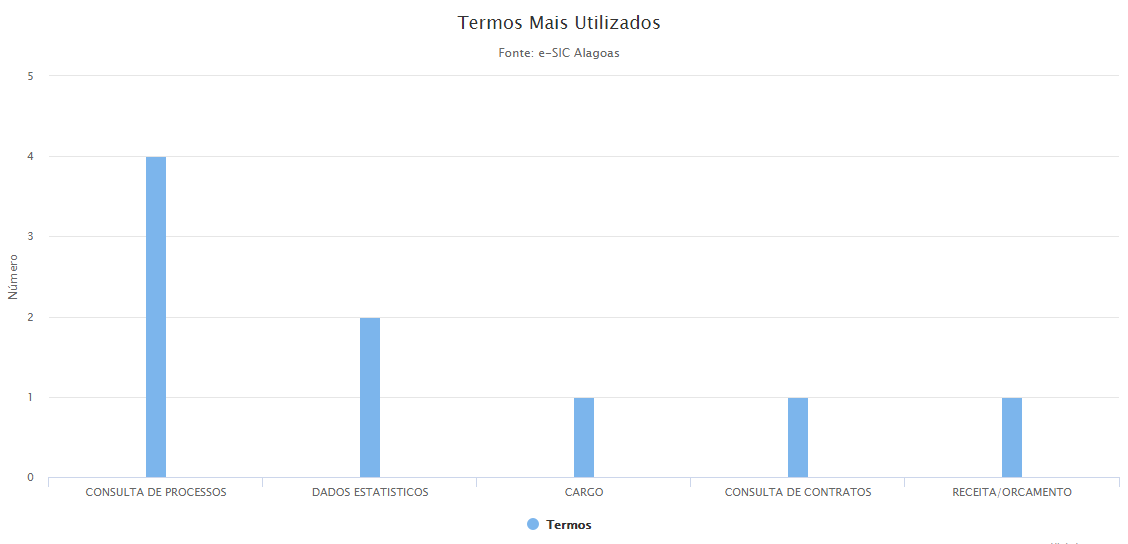 Termos Mais Utilizados
Fonte: e-SIC Alagoas
5
4
3
2
1
0
Número
CONSULTA DE PROCESSOS
DADOS ESTATISTICOS
CARGO
CONSULTA DE CONTRATOS
RECEITA/ORCAMENTO
Termos